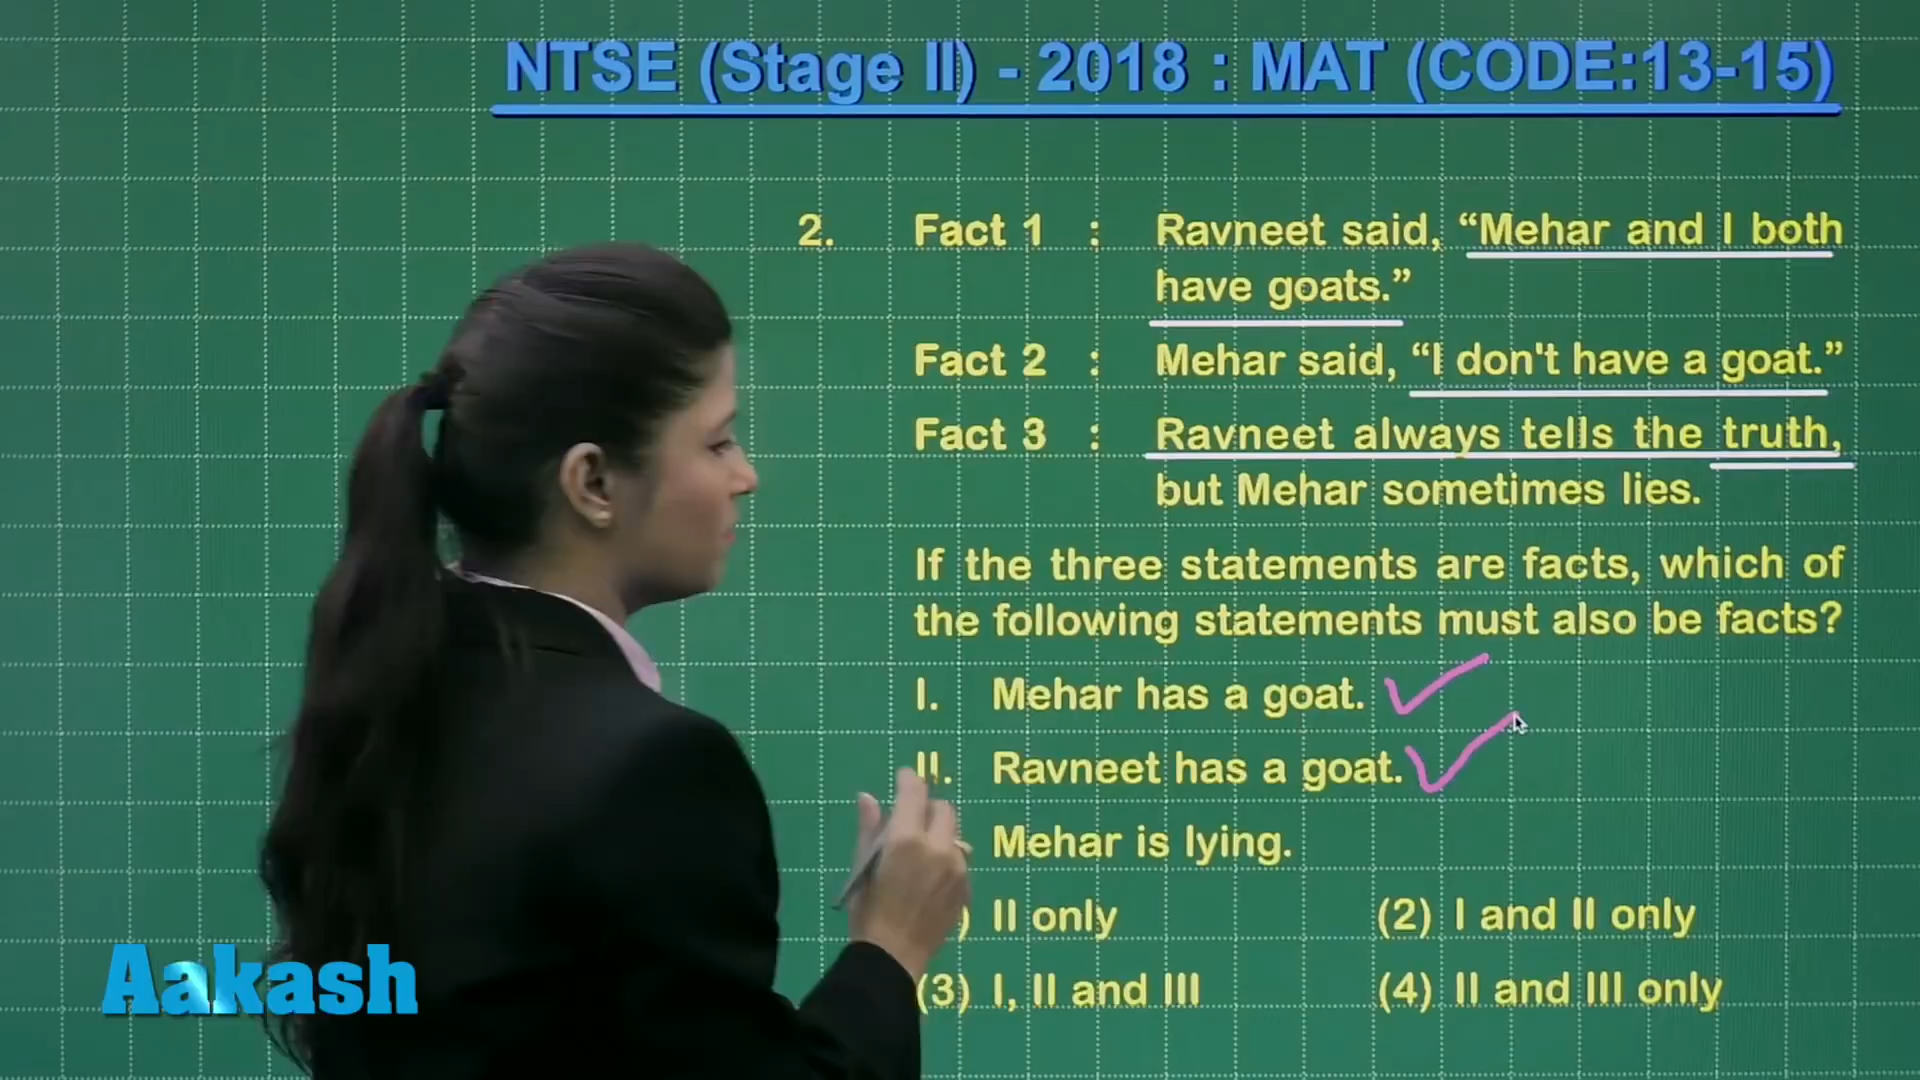 NTSE (Stage II) - 2018 : MAT (CODE:13-15)
2. Fact 1 : Ravneet said, “Mehar and I both
have goats.”
Fact 2 : Mehar said, “I don't have a goat.”
Fact 3 : Ravneet always tells the truth,
but Mehar sometimes lies.
If the three statements are facts, which of
the following statements must also be facts?
I. Mehar has a goat.
II. Ravneet has a goat.
Mehar is lying.
) II only (2) I and II only
(3) I, II and III (4) II and III only
Aakash